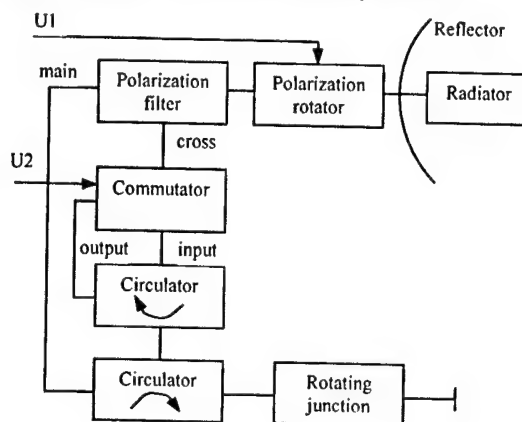 U1
Reflector
main
Polarization
filter
Polarization
rotator
Radiator
cross
U2
Commutator
output
input
Circulator
Circulator
Rotating
junction